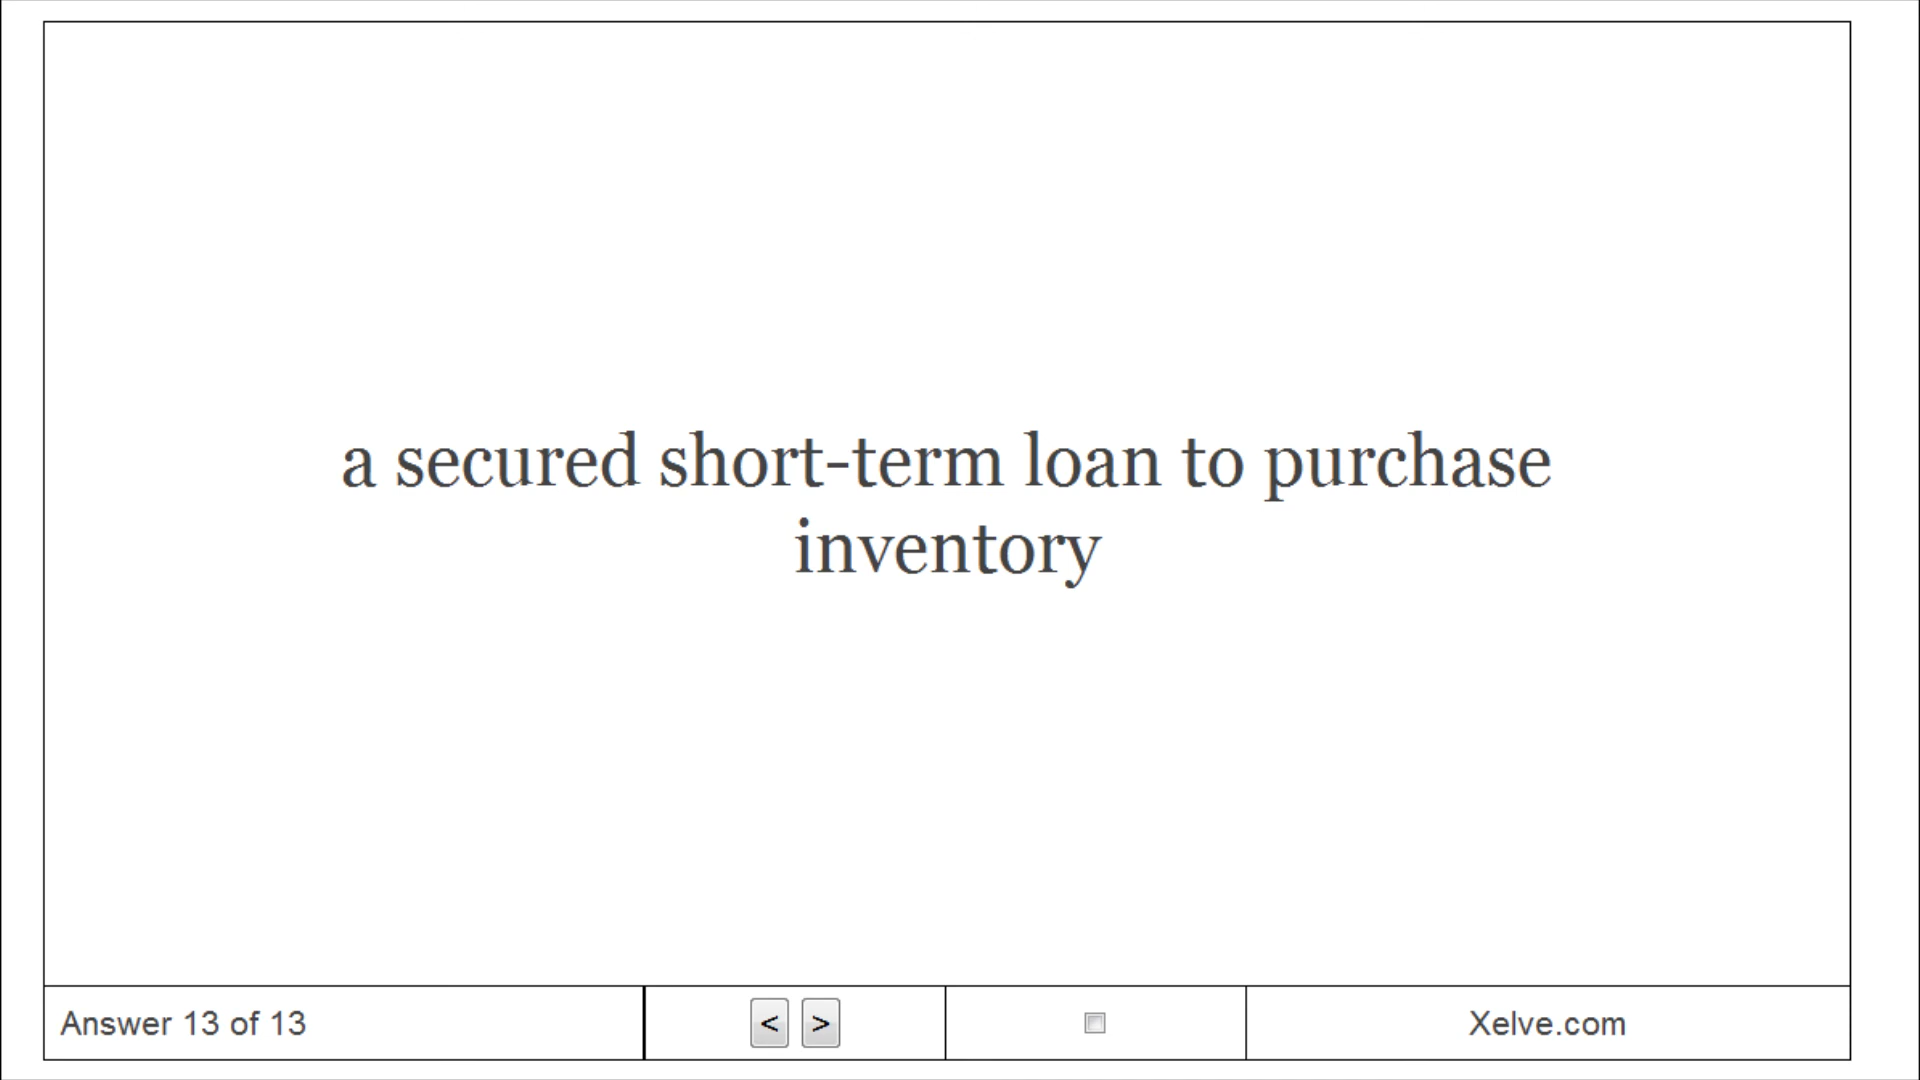 a secured short-term loan to purchase
inventory
Answer 13 of 13
<
>
Xelve.com